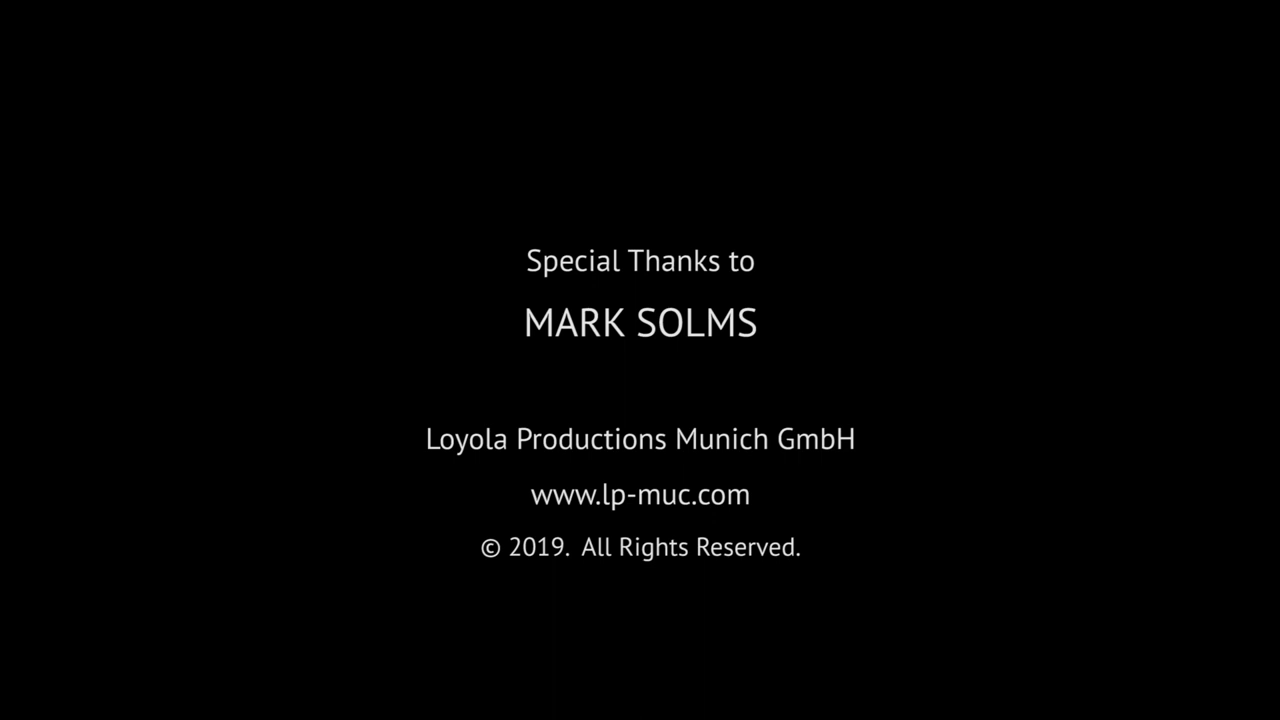 Special Thanks to
MARK SOLMS
Loyola Productions Munich GmbH
www.lp-muc.com
© 2019. All Rights Reserved.